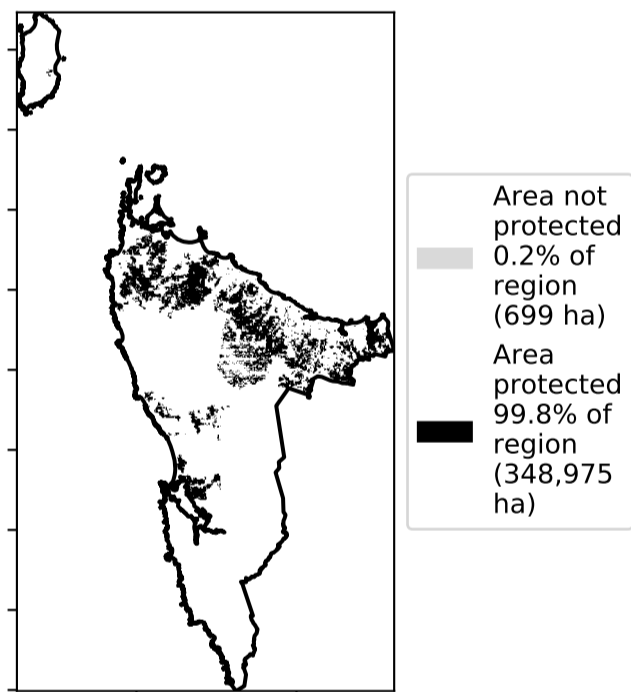 Area not
protected
0.2% of
region
(699 ha)
Area
protected
99.8% of
region
(348,975
ha)